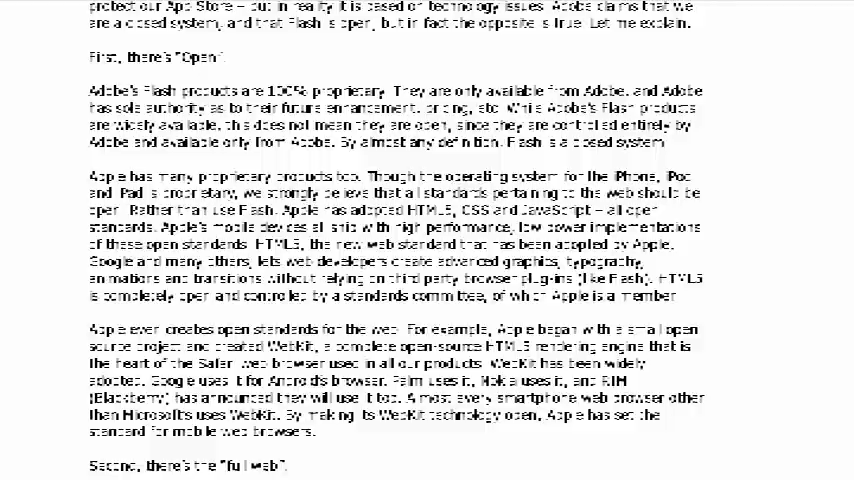 protect our App Store – but in reality it is based on technology issues. Adobe claims that we
are a closed system, and that Flash is open, but in fact the opposite is true. Let me explain.
First, there's "Open".
Adobe's Flash products are 100% proprietary. They are only available from Adobe, and Adobe
has sole authority as to their future enhancement, pricing, etc. While Adobe's Flash products
are widely available, this does not mean they are open, since they are controlled entirely by
Adobe and available only from Adobe. By almost any definition, Flash is a closed system.
Apple has many proprietary products too. Though the operating system for the iPhone, iPod
and iPad is proprietary, we strongly believe that all standards pertaining to the web should be
open. Rather than use Flash, Apple has adopted HTML5, CSS and JavaScript – all open
standards. Apple's mobile devices all ship with high performance, low power implementations
of these open standards. HTML5, the new web standard that has been adopted by Apple,
Google and many others, lets web developers create advanced graphics, typography,
animations and transitions without relying on third party browser plug-ins (like Flash). HTML5
is completely open and controlled by a standards committee, of which Apple is a member.
Apple even creates open standards for the web. For example, Apple began with a small open
source project and created WebKit, a complete open-source HTML5 rendering engine that is
the heart of the Safari web browser used in all our products. WebKit has been widely
adopted. Google uses it for Android's browser, Palm uses it, Nokia uses it, and RIM
(Blackberry) has announced they will use it too. Almost every smartphone web browser other
than Microsoft's uses WebKit. By making its WebKit technology open, Apple has set the
standard for mobile web browsers.
Second, there's the "full web".